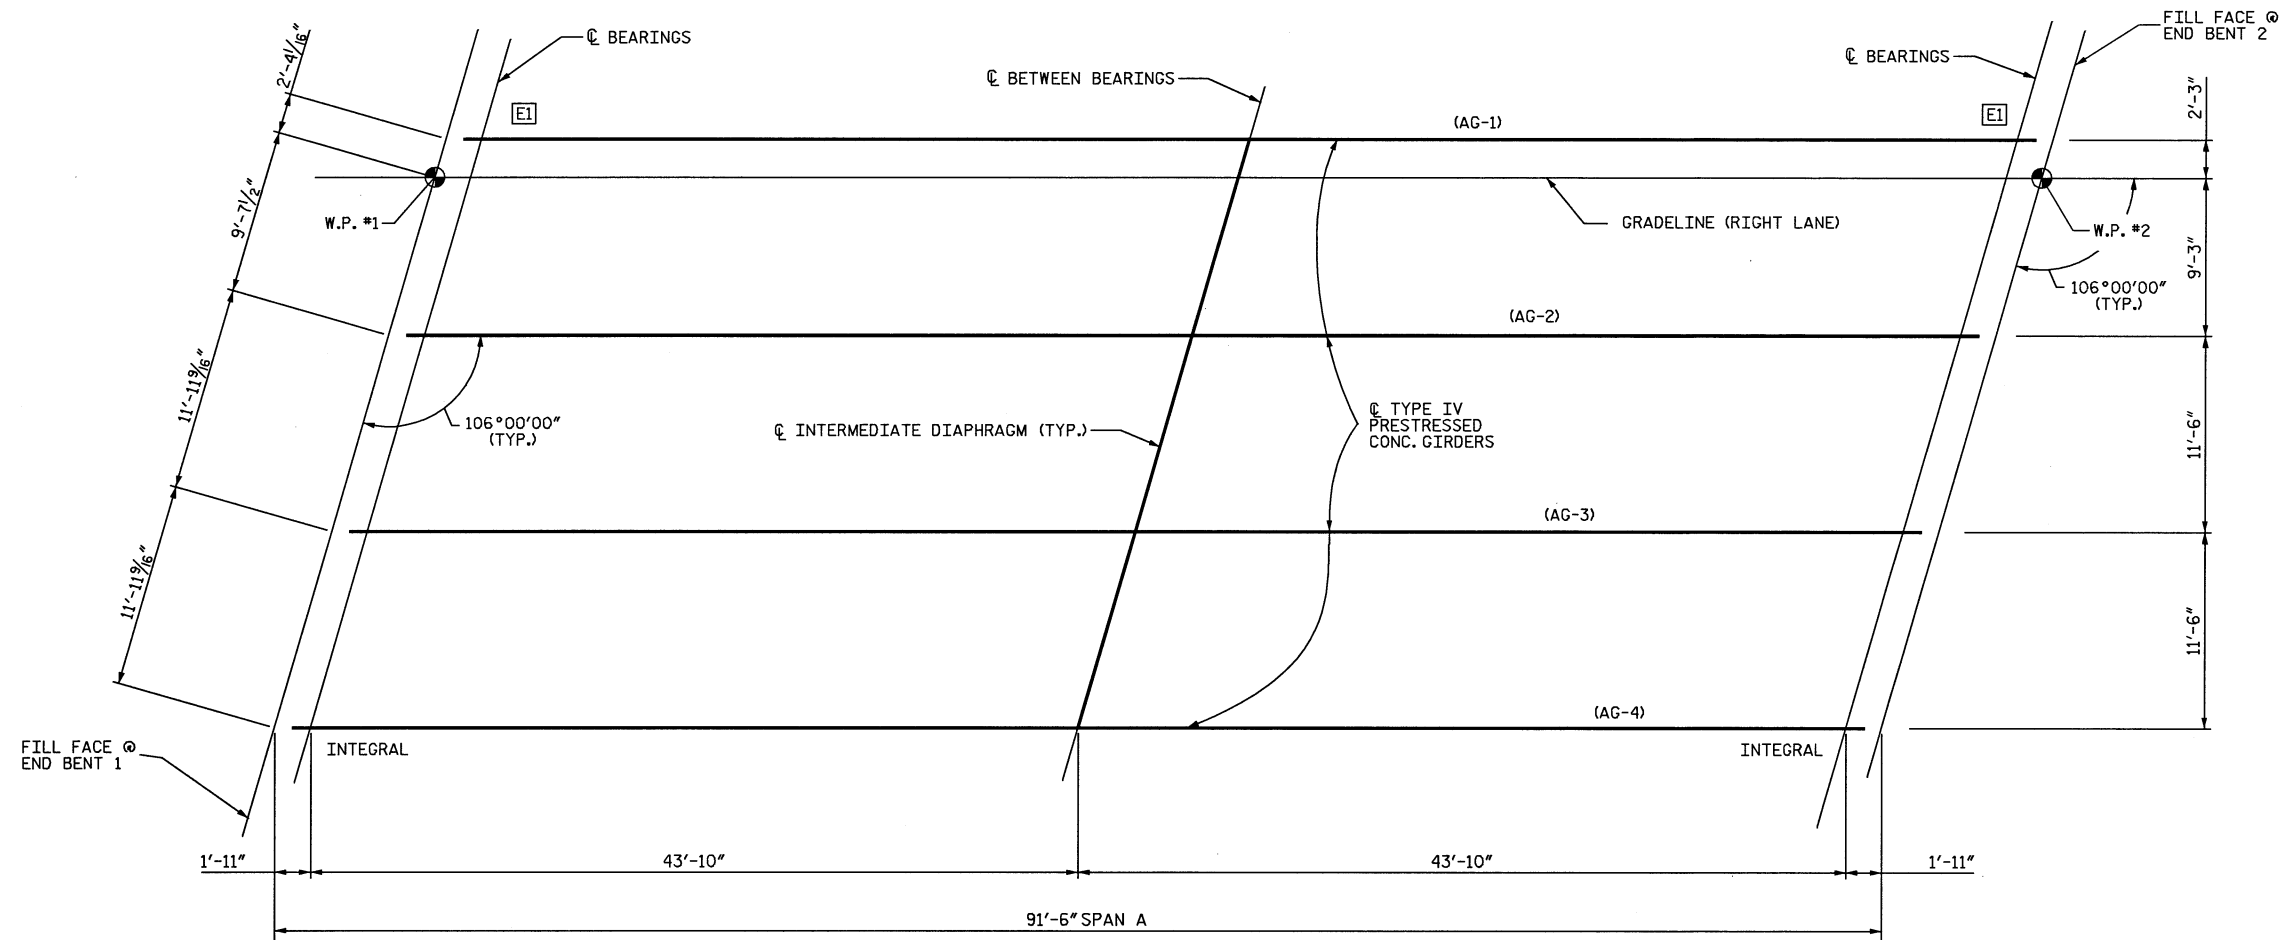 FILL FACE @
END BENT 2
℄ BEARINGS
℄ BEARINGS
℄ BETWEEN BEARINGS
2'-4 1/16"
2'-3"
E1
(AG-1)
E1
9'-7 1/2"
W.P. #1
GRADELINE (RIGHT LANE)
W.P. #2
9'-3"
106°00'00"
(TYP.)
(AG-2)
11'-11 9/16"
106°00'00"
(TYP.)
℄ INTERMEDIATE DIAPHRAGM (TYP.)
℄ TYPE IV
PRESTRESSED
CONC. GIRDERS
11'-6"
(AG-3)
11'-11 9/16"
11'-6"
(AG-4)
FILL FACE @
END BENT 1
INTEGRAL
INTEGRAL
1'-11"
43'-10"
43'-10"
1'-11"
91'-6" SPAN A